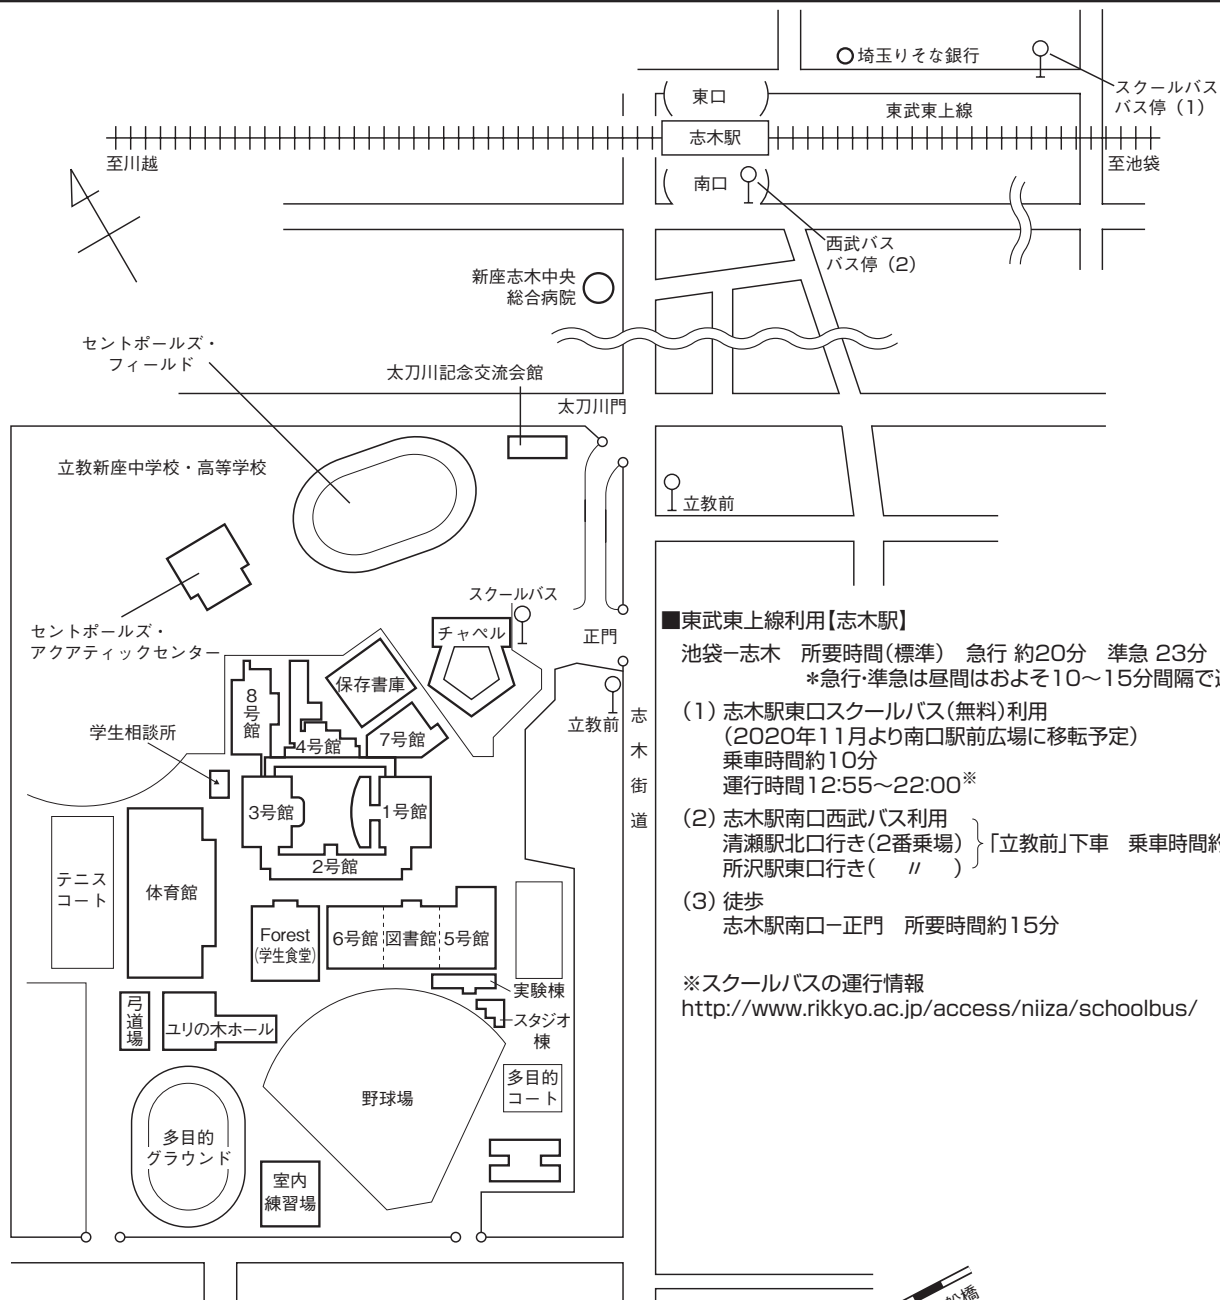 埼玉りそな銀行
スクールバス
バス停（1）
東口
東武東上線
志木駅
至川越
至池袋
南口
西武バス
バス停（2）
新座志木中央
総合病院
セントポールズ・
フィールド
太刀川記念交流会館
太刀川門
立教新座中学校・高等学校
立教前
スクールバス
セントポールズ・
アクアティックセンター
チャペル
正門
保存書庫
8号館
4号館
7号館
立教前
志木街道
学生相談所
3号館
1号館
2号館
テニス
コート
体育館
Forest
(学生食堂)
6号館
図書館
5号館
実験棟
スタジオ
棟
弓道場
ユリの木ホール
多目的
コート
野球場
多目的
グラウンド
室内
練習場
■東武東上線利用【志木駅】
池袋−志木　所要時間（標準）　急行 約20分　準急 23分
＊急行・準急は昼間はおよそ10〜15分間隔で
（1）志木駅東口スクールバス（無料）利用
（2020年11月より南口駅前広場に移転予定）
乗車時間約10分
運行時間12:55〜22:00※
（2）志木駅南口西武バス利用
清瀬駅北口行き（2番乗場）
所沢駅東口行き（　〃　）
「立教前」下車　乗車時間約
（3）徒歩
志木駅南口−正門　所要時間約15分
※スクールバスの運行情報
http://www.rikkyo.ac.jp/access/niiza/schoolbus/